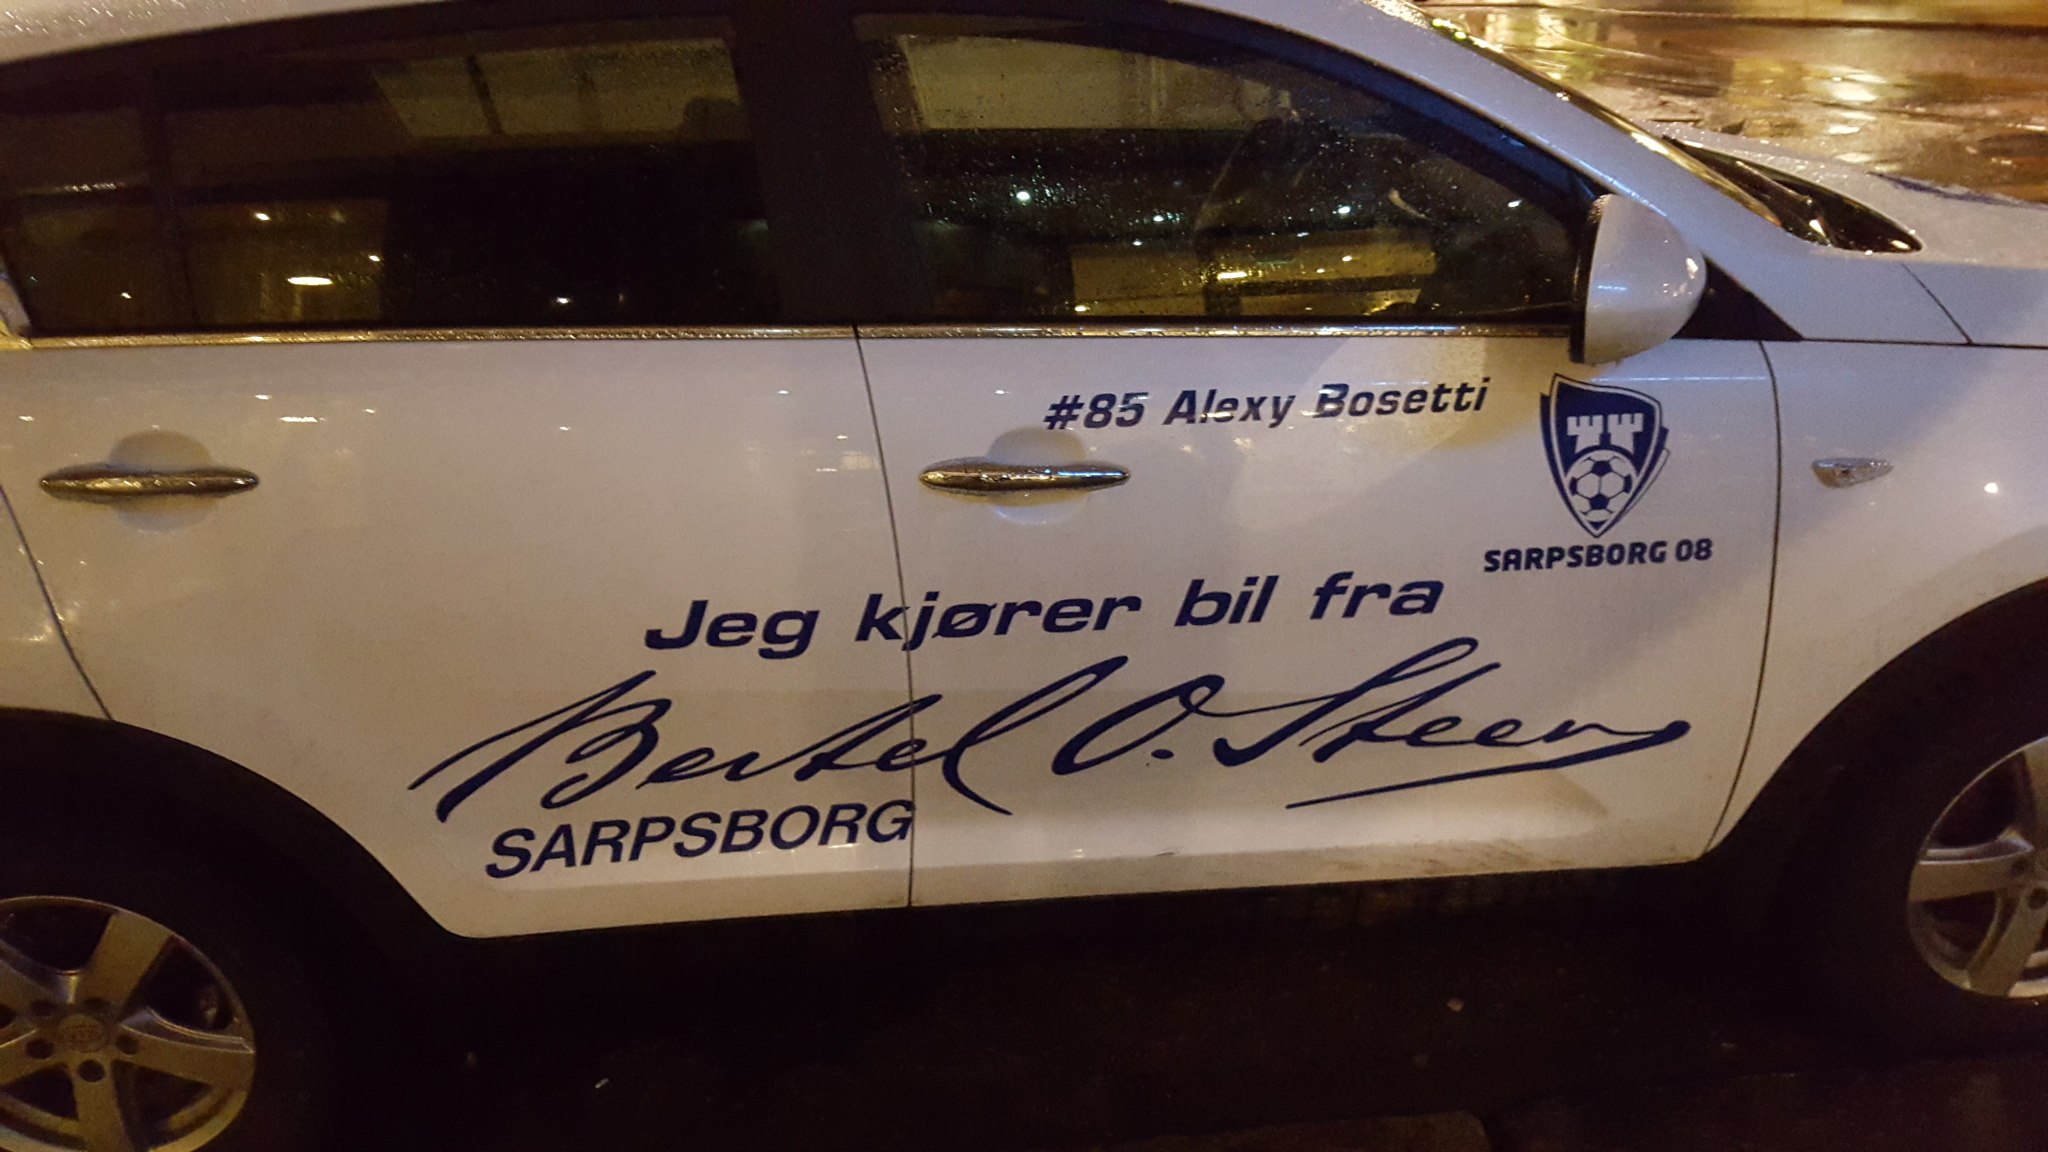 #85 Alexy Bosetti
SARPSBORG 08
Jeg kjører bil fra
Bertel O. Steen
SARPSBORG